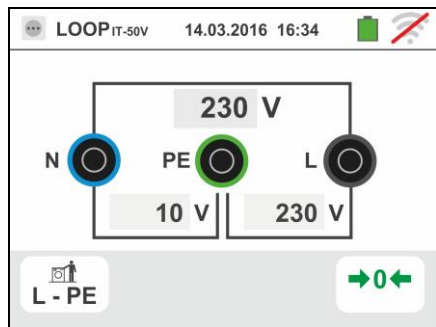 LOOP IT-50V 14.03.2016 16:34
230 V
N PE L
10 V 230 V
L - PE →0←